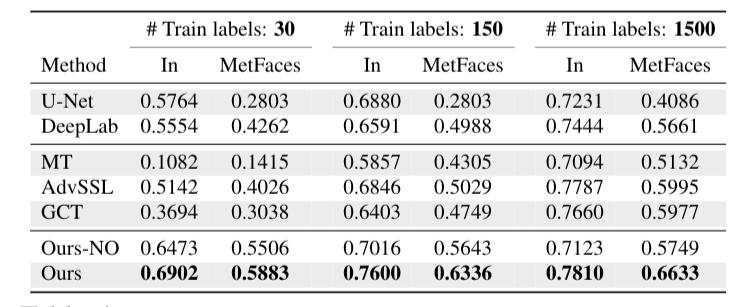 # Train labels: 30 # Train labels: 150 # Train labels: 1500
Method In MetFaces In MetFaces In MetFaces
U-Net 0.5764 0.2803 0.6880 0.2803 0.7231 0.4086
DeepLab 0.5554 0.4262 0.6591 0.4988 0.7444 0.5661
MT 0.1082 0.1415 0.5857 0.4305 0.7094 0.5132
AdvSSL 0.5142 0.4026 0.6846 0.5029 0.7787 0.5995
GCT 0.3694 0.3038 0.6403 0.4749 0.7660 0.5977
Ours-NO 0.6473 0.5506 0.7016 0.5643 0.7123 0.5749
Ours 0.6902 0.5883 0.7600 0.6336 0.7810 0.6633